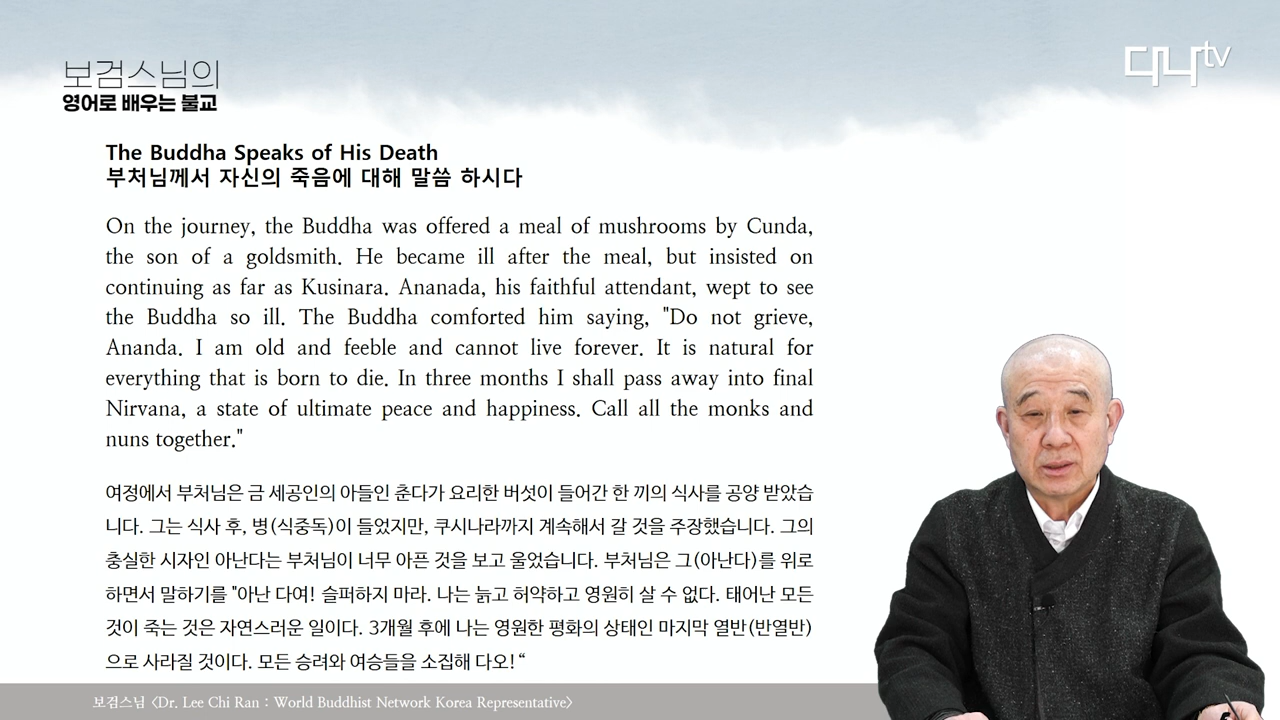 보검스님의
영어로 배우는 불교
디나tv
The Buddha Speaks of His Death
부처님께서 자신의 죽음에 대해 말씀 하시다
On the journey, the Buddha was offered a meal of mushrooms by Cunda,
the son of a goldsmith. He became ill after the meal, but insisted on
continuing as far as Kusinara. Ananada, his faithful attendant, wept to see
the Buddha so ill. The Buddha comforted him saying, "Do not grieve,
Ananda. I am old and feeble and cannot live forever. It is natural for
everything that is born to die. In three months I shall pass away into final
Nirvana, a state of ultimate peace and happiness. Call all the monks and
nuns together."
여정에서 부처님은 금 세공인의 아들인 춘다가 요리한 버섯이 들어간 한 끼의 식사를 공양 받았습
니다. 그는 식사 후, 병(식중독)이 들었지만, 쿠시나라까지 계속해서 갈 것을 주장했습니다. 그의
충실한 시자인 아난다는 부처님이 너무 아픈 것을 보고 울었습니다. 부처님은 그(아난다)를 위로
하면서 말하기를 "아난 다여! 슬퍼하지 마라. 나는 늙고 허약하고 영원히 살 수 없다. 태어난 모든
것이 죽는 것은 자연스러운 일이다. 3개월 후에 나는 영원한 평화의 상태인 마지막 열반(반열반)
으로 사라질 것이다. 모든 승려와 여승들을 소집해 다오! “
보검스님 <Dr. Lee Chi Ran : World Buddhist Network Korea Representative>